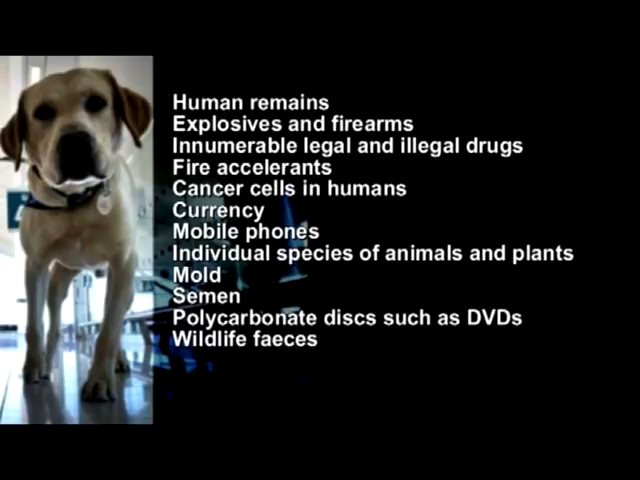 Human remains
Explosives and firearms
Innumerable legal and illegal drugs
Fire accelerants
Cancer cells in humans
Currency
Mobile phones
Individual species of animals and plants
Mold
Semen
Polycarbonate discs such as DVDs
Wildlife faeces